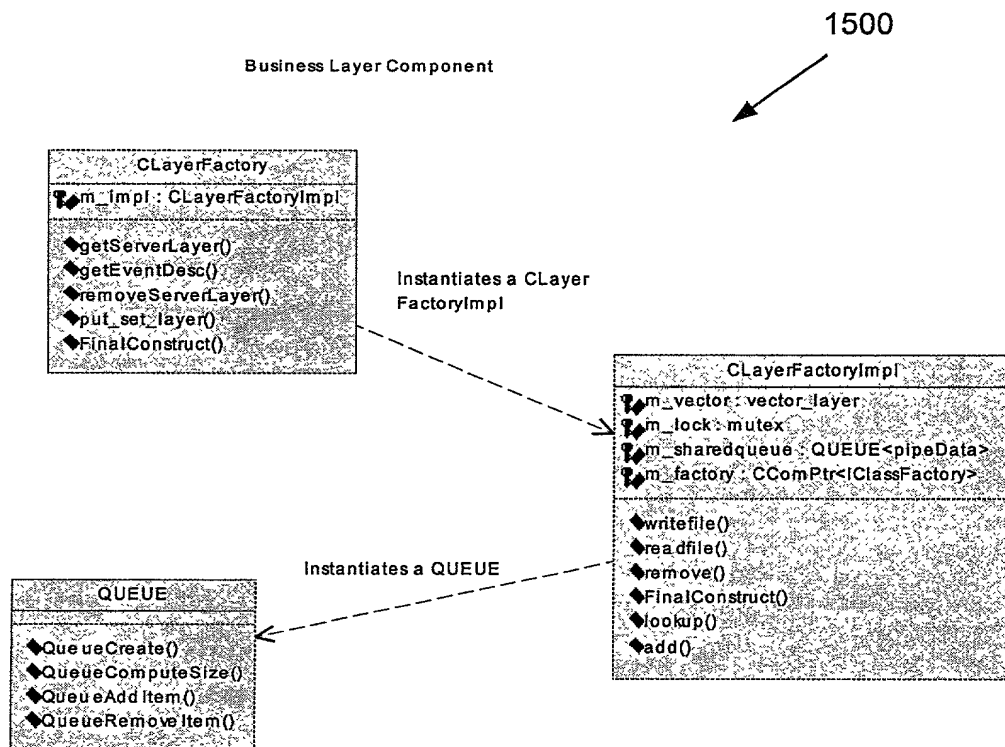 1500
Business Layer Component
CLayerFactory
m_impl : CLayerFactoryImpl
getServerLayer()
getEventDesc()
removeServerLayer()
put_set_layer()
FinalConstruct()
Instantiates a CLayer
FactoryImpl
CLayerFactoryImpl
m_vector : vector_layer
m_lock : mutex
m_sharedqueue : QUEUE<pipeData>
m_factory : CComPtr<IClassFactory>
writefile()
readfile()
remove()
FinalConstruct()
lookup()
add()
Instantiates a QUEUE
QUEUE
QueueCreate()
QueueComputeSize()
QueueAddItem()
QueueRemoveItem()